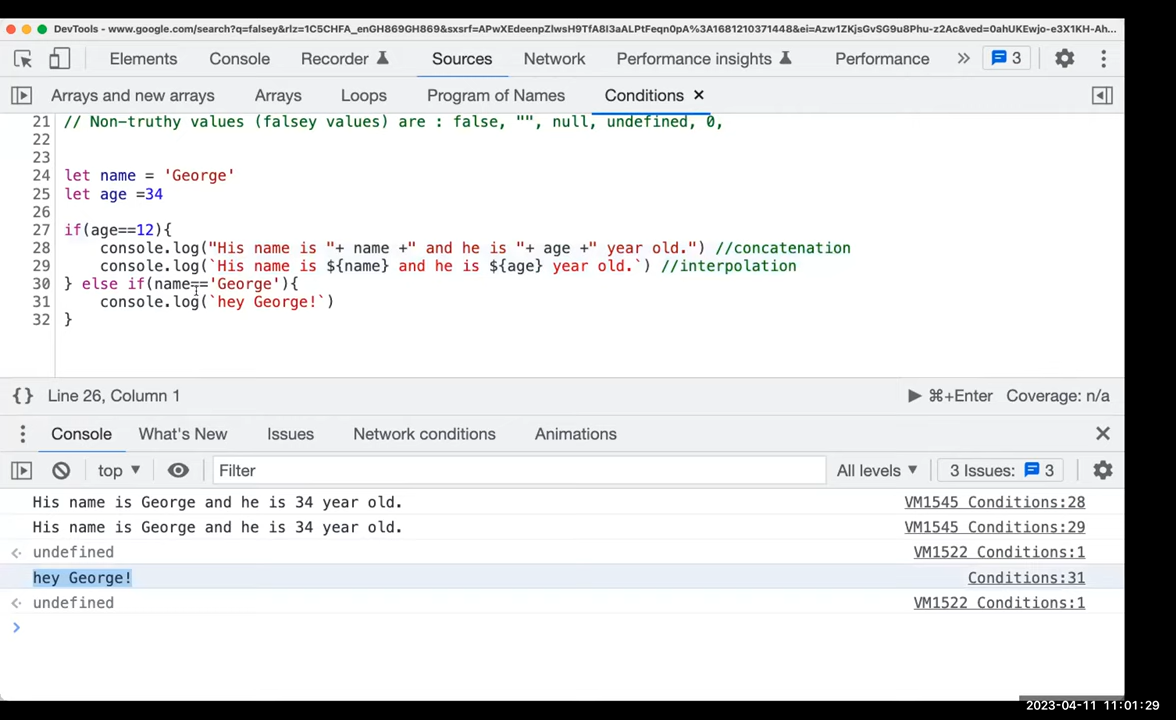 DevTools - www.google.com/search?q=falsey&rlz=1C5CHFA_enGH869GH869&sxsrf=APwXEdeenpZlwsH9TfA8I3aALPtFeqn0pA%3A1681210371448&ei=Azw1ZKjsGvSG9u8Phu-z2Ac&ved=0ahUKEwjo-e3X1KH-Ah...
Elements Console Recorder Sources Network Performance insights Performance » 3
Arrays and new arrays Arrays Loops Program of Names Conditions ×
21 // Non-truthy values (falsey values) are : false, "", null, undefined, 0,
22
23
24 let name = 'George'
25 let age =34
26
27 if(age==12){
28 console.log("His name is "+ name +" and he is "+ age +" year old.") //concatenation
29 console.log(`His name is ${name} and he is ${age} year old.`) //interpolation
30 } else if(name=='George'){
31 console.log(`hey George!`)
32 }
{} Line 26, Column 1 ⌘+Enter Coverage: n/a
Console What's New Issues Network conditions Animations
top Filter All levels 3 Issues: 3
His name is George and he is 34 year old. VM1545 Conditions:28
His name is George and he is 34 year old. VM1545 Conditions:29
undefined VM1522 Conditions:1
hey George! Conditions:31
undefined VM1522 Conditions:1
2023-04-11 11:01:29